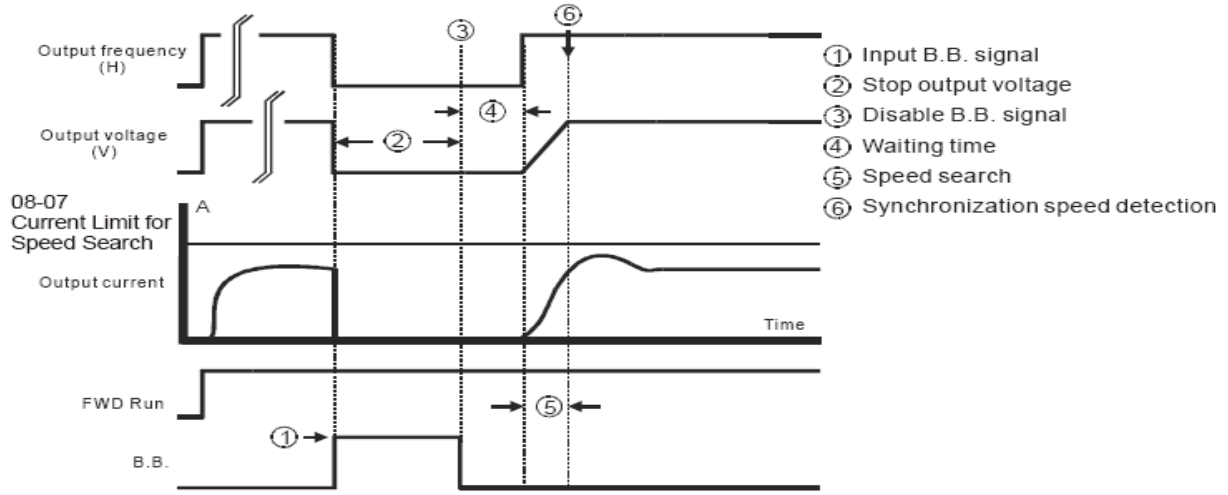 Output frequency
(H)
Output voltage
(V)
08-07
Current Limit for
Speed Search
A
Output current
Time
FWD Run
B.B.
①
②
③
④
⑤
⑥
① Input B.B. signal
② Stop output voltage
③ Disable B.B. signal
④ Waiting time
⑤ Speed search
⑥ Synchronization speed detection